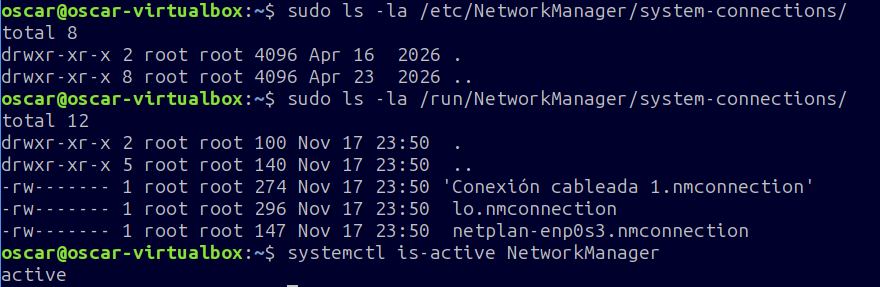 oscar@oscar-virtualbox:~$ sudo ls -la /etc/NetworkManager/system-connections/
total 8
drwxr-xr-x 2 root root 4096 Apr 16  2026 .
drwxr-xr-x 8 root root 4096 Apr 23  2026 ..
oscar@oscar-virtualbox:~$ sudo ls -la /run/NetworkManager/system-connections/
total 12
drwxr-xr-x 2 root root 100 Nov 17 23:50  .
drwxr-xr-x 5 root root 140 Nov 17 23:50  ..
-rw------- 1 root root 274 Nov 17 23:50 'Conexión cableada 1.nmconnection'
-rw------- 1 root root 296 Nov 17 23:50  lo.nmconnection
-rw------- 1 root root 147 Nov 17 23:50  netplan-enp0s3.nmconnection
oscar@oscar-virtualbox:~$ systemctl is-active NetworkManager
active